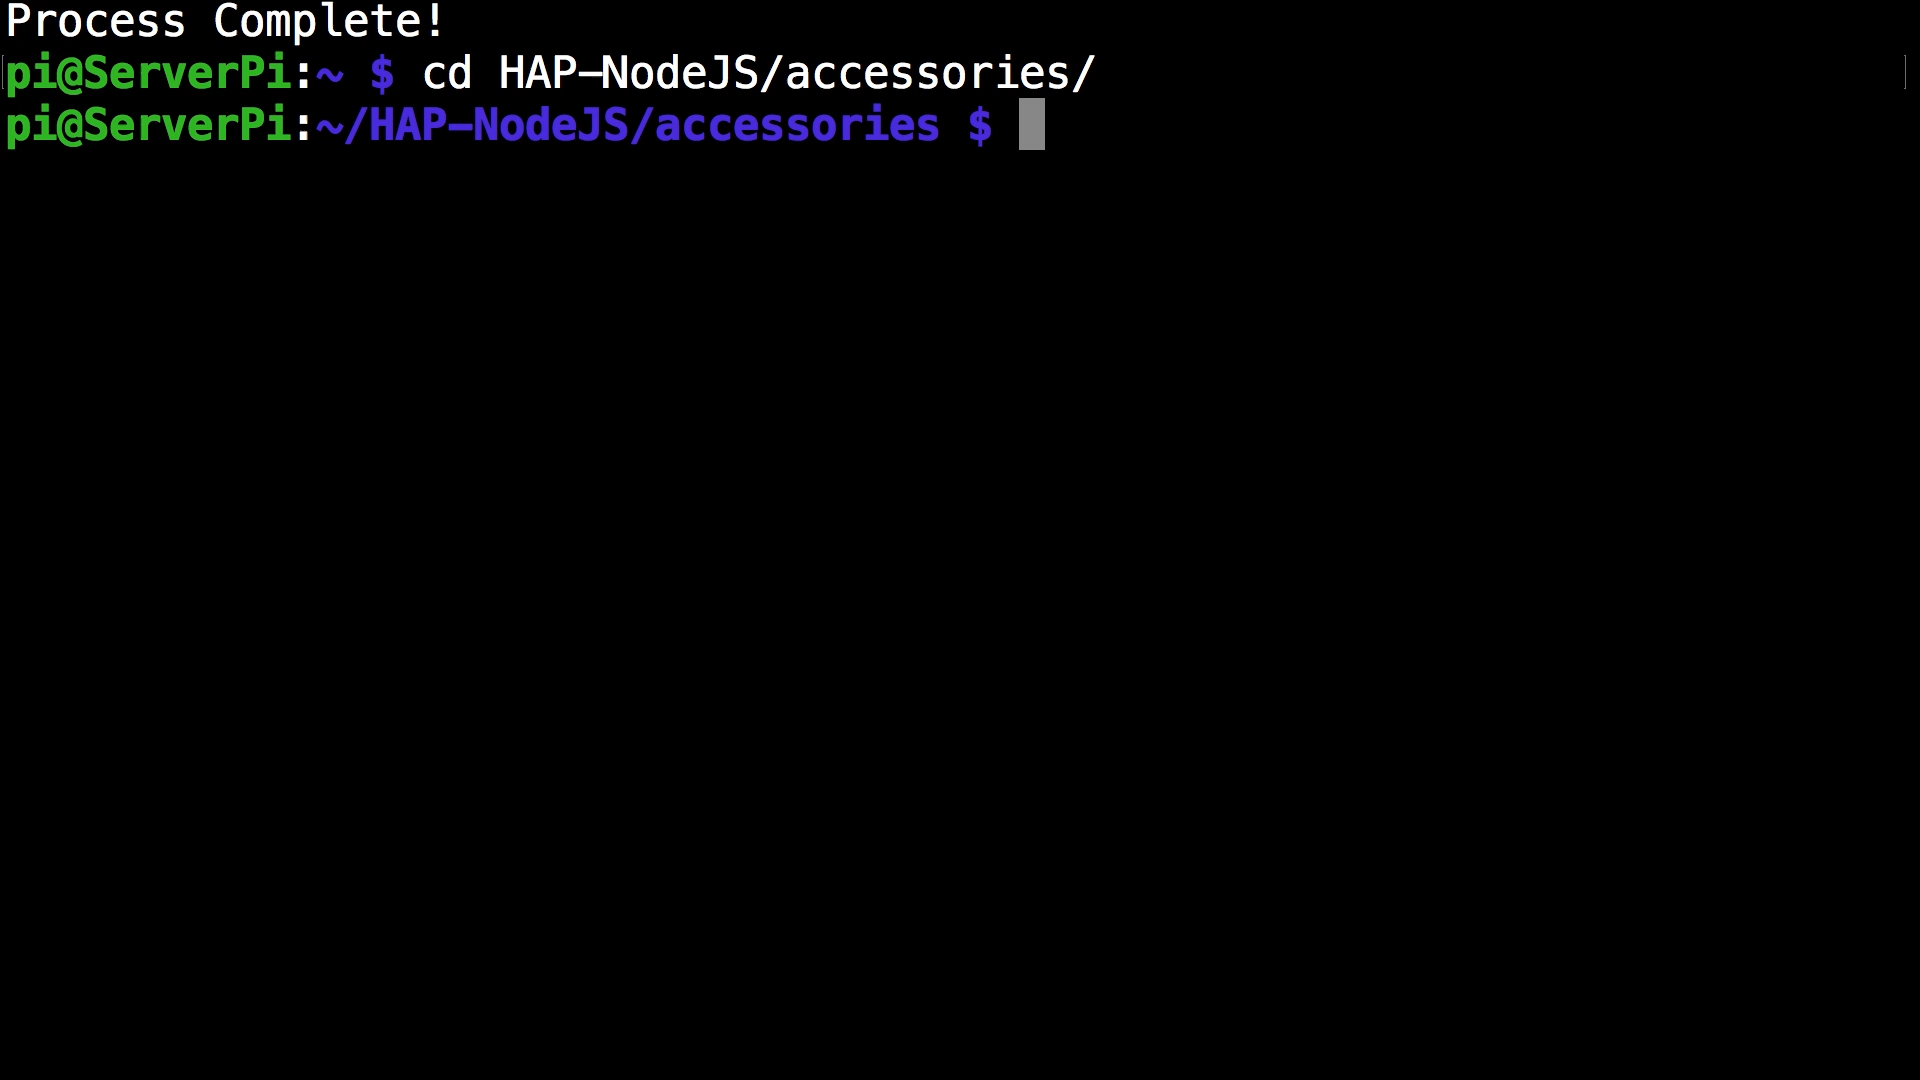 Process Complete!
pi@ServerPi:~ $ cd HAP-NodeJS/accessories/
pi@ServerPi:~/HAP-NodeJS/accessories $